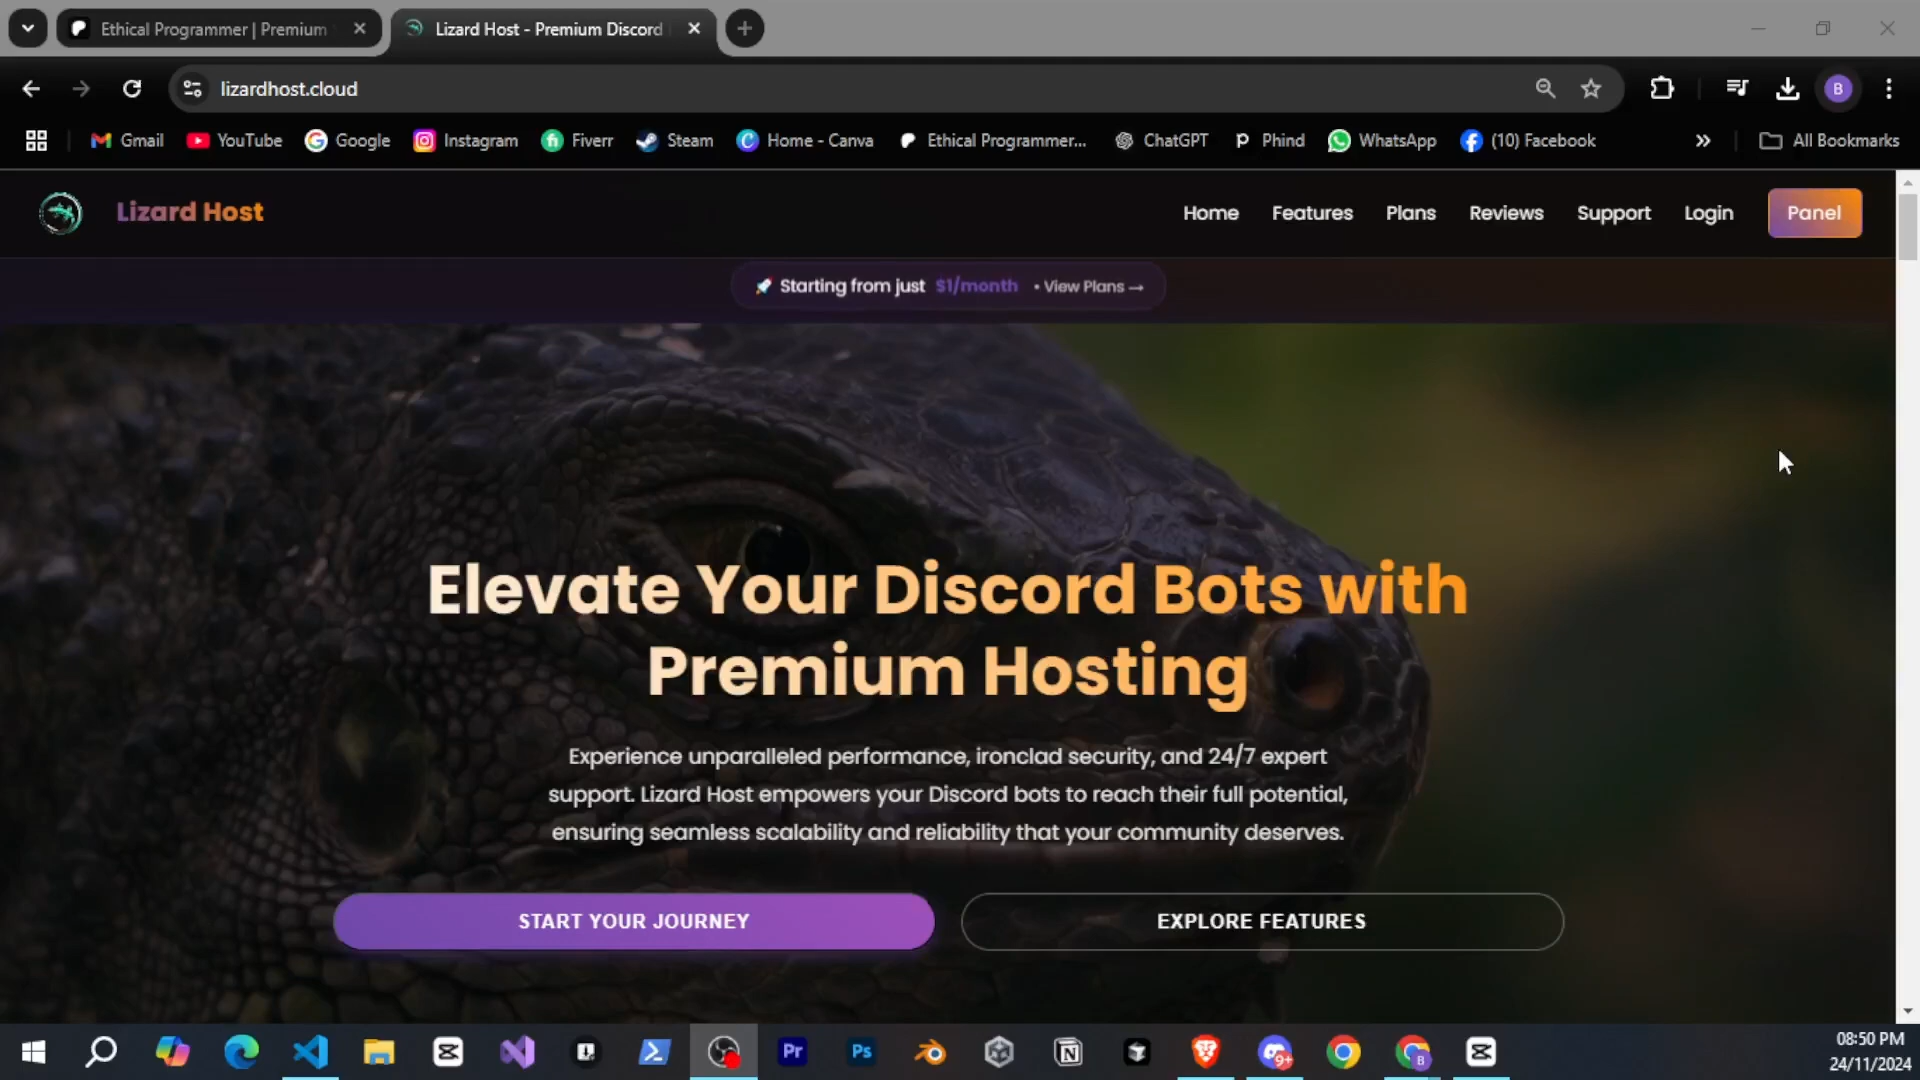 Ethical Programmer | Premium
Lizard Host - Premium Discord
lizardhost.cloud
B
Gmail
YouTube
Google
Instagram
Fiverr
Steam
Home - Canva
Ethical Programmer...
ChatGPT
Phind
WhatsApp
(10) Facebook
All Bookmarks
Lizard Host
Home
Features
Plans
Reviews
Support
Login
Panel
🚀 Starting from just $1/month • View Plans →
Elevate Your Discord Bots with
Premium Hosting
Experience unparalleled performance, ironclad security, and 24/7 expert
support. Lizard Host empowers your Discord bots to reach their full potential,
ensuring seamless scalability and reliability that your community deserves.
START YOUR JOURNEY
EXPLORE FEATURES
Pr
Ps
9+
B
08:50 PM
24/11/2024